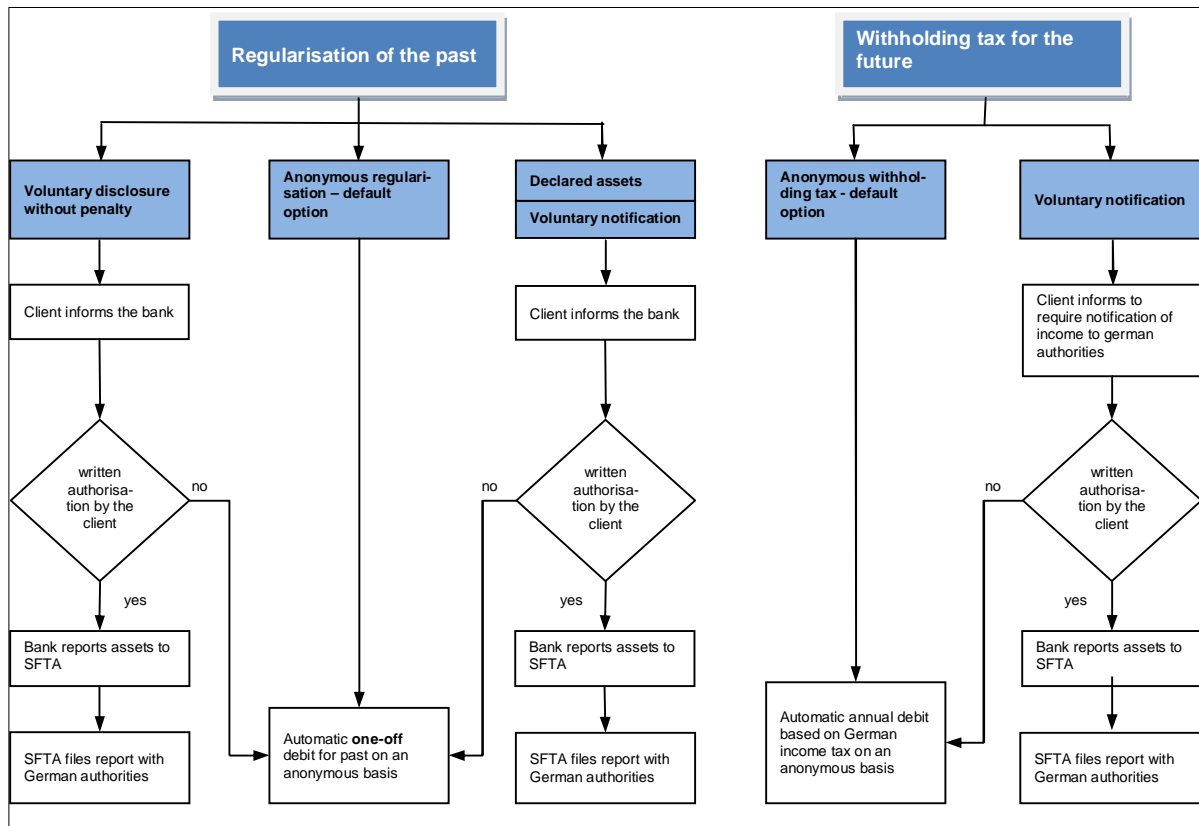 Regularisation of the past
Withholding tax for the
future
Voluntary disclosure
without penalty
Anonymous regulari-
sation – default
option
Declared assets
Voluntary notification
Anonymous withhol-
ding tax - default
option
Voluntary notification
Client informs the bank
Client informs the bank
Client informs to
require notification of
income to german
authorities
written
authorisa-
tion by the
client
no
written
authorisa-
tion by the
client
no
written
authorisa-
tion by the
client
no
yes
yes
yes
Bank reports assets to
SFTA
Bank reports assets to
SFTA
Bank reports assets to
SFTA
SFTA files report with
German authorities
Automatic one-off
debit for past on an
anonymous basis
SFTA files report with
German authorities
Automatic annual debit
based on German
income tax on an
anonymous basis
SFTA files report with
German authorities